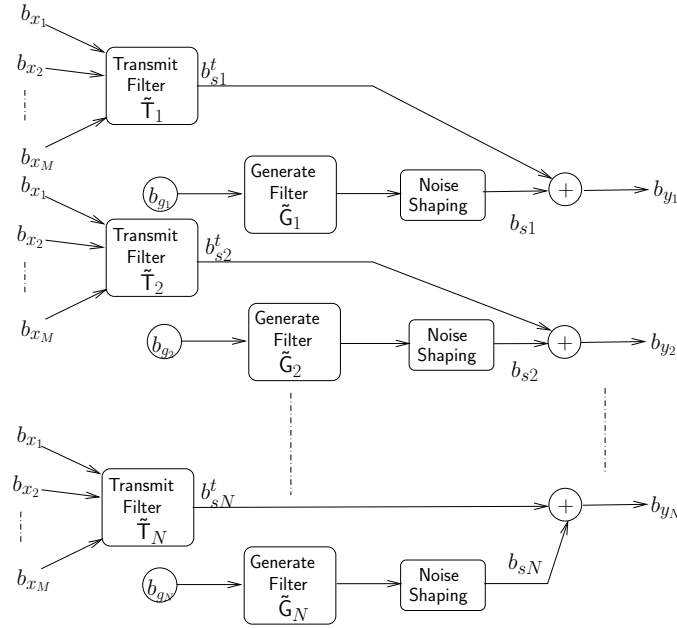 b_{x_1}
b_{x_2}
b_{x_M}
Transmit
Filter
T̃_1
b^t_{s1}
b_{g_1}
Generate
Filter
G̃_1
Noise
Shaping
b_{s1}
+
b_{y_1}
b_{x_1}
b_{x_2}
b_{x_M}
Transmit
Filter
T̃_2
b^t_{s2}
b_{g_2}
Generate
Filter
G̃_2
Noise
Shaping
b_{s2}
+
b_{y_2}
b_{x_1}
b_{x_2}
b_{x_M}
Transmit
Filter
T̃_N
b^t_{sN}
b_{g_N}
Generate
Filter
G̃_N
Noise
Shaping
b_{sN}
+
b_{y_N}